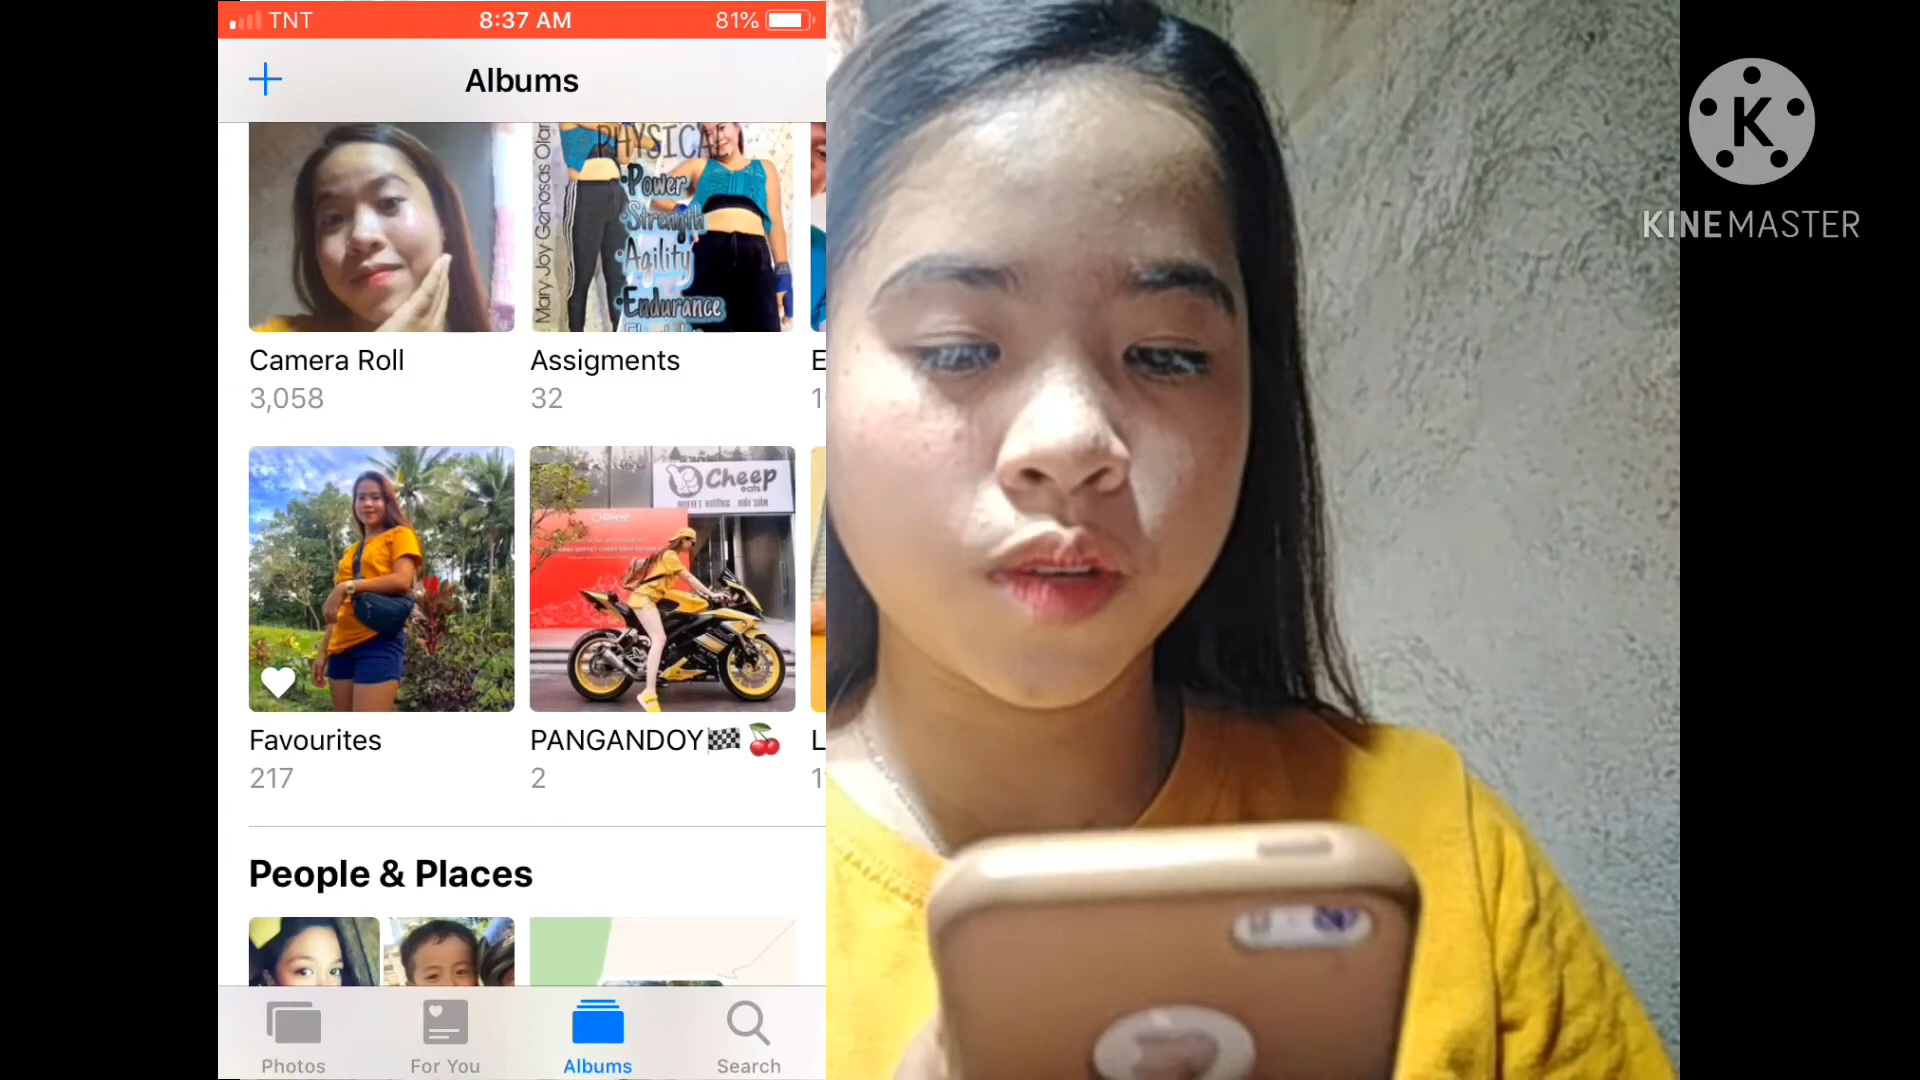 TNT 8:37 AM 81%
Albums
PHYSICAL
Mary Joy Genosas Olar
•Power
•Strength
•Agility
•Endurance
Camera Roll
3,058
Assigments
32
E
Cheep
eats
Favourites
217
PANGANDOY🏁🍒
2
L
People & Places
Photos
For You
Albums
Search
K
KINEMASTER